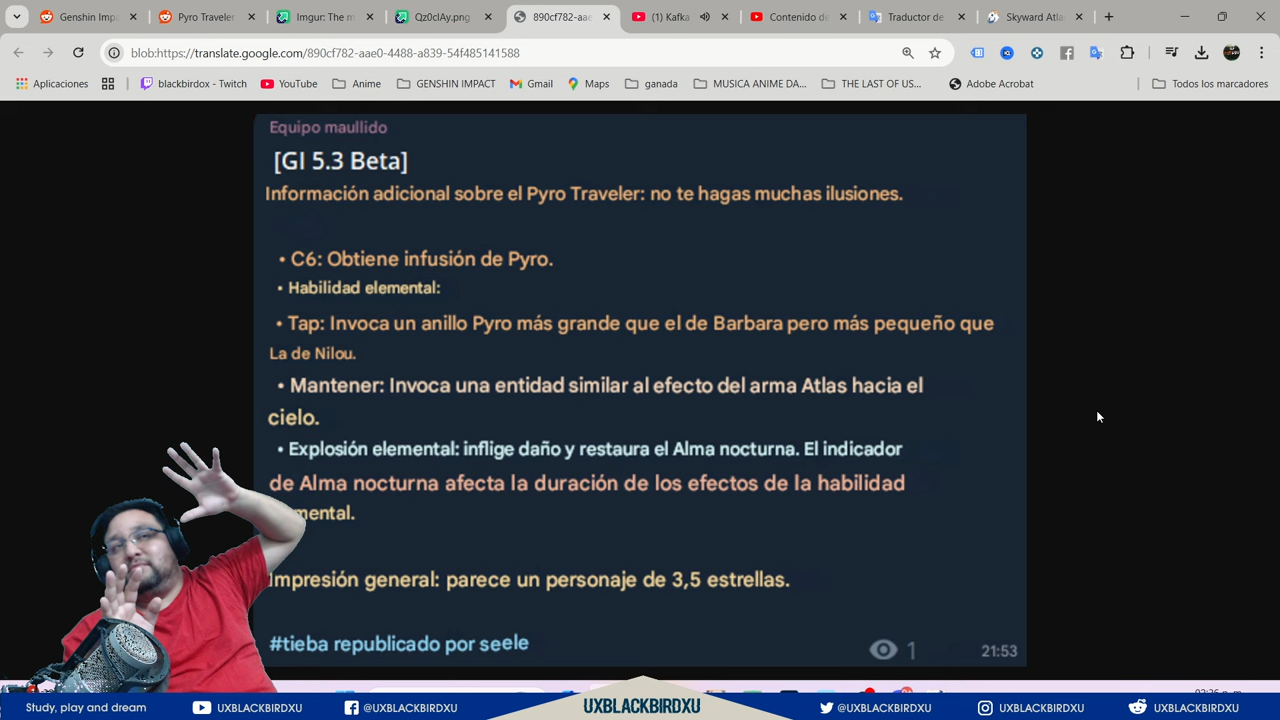 Genshin Impa
Pyro Traveler
Imgur: The m
Qz0clAy.png
890cf782-aae
(1) Kafka
Contenido de
Traductor de
Skyward Atla
blob:https://translate.google.com/890cf782-aae0-4488-a839-54f485141588
Aplicaciones
blackbirdox - Twitch
YouTube
Anime
GENSHIN IMPACT
Gmail
Maps
ganada
MUSICA ANIME DA...
THE LAST OF US...
Adobe Acrobat
Todos los marcadores
Equipo maullido
[GI 5.3 Beta]
Información adicional sobre el Pyro Traveler: no te hagas muchas ilusiones.
• C6: Obtiene infusión de Pyro.
• Habilidad elemental:
• Tap: Invoca un anillo Pyro más grande que el de Barbara pero más pequeño que
La de Nilou.
• Mantener: Invoca una entidad similar al efecto del arma Atlas hacia el
cielo.
• Explosión elemental: inflige daño y restaura el Alma nocturna. El indicador
de Alma nocturna afecta la duración de los efectos de la habilidad
mental.
Impresión general: parece un personaje de 3,5 estrellas.
#tieba republicado por seele
1
21:53
Study, play and dream
UXBLACKBIRDXU
@UXBLACKBIRDXU
UXBLACKBIRDXU
@UXBLACKBIRDXU
UXBLACKBIRDXU
UXBLACKBIRDXU